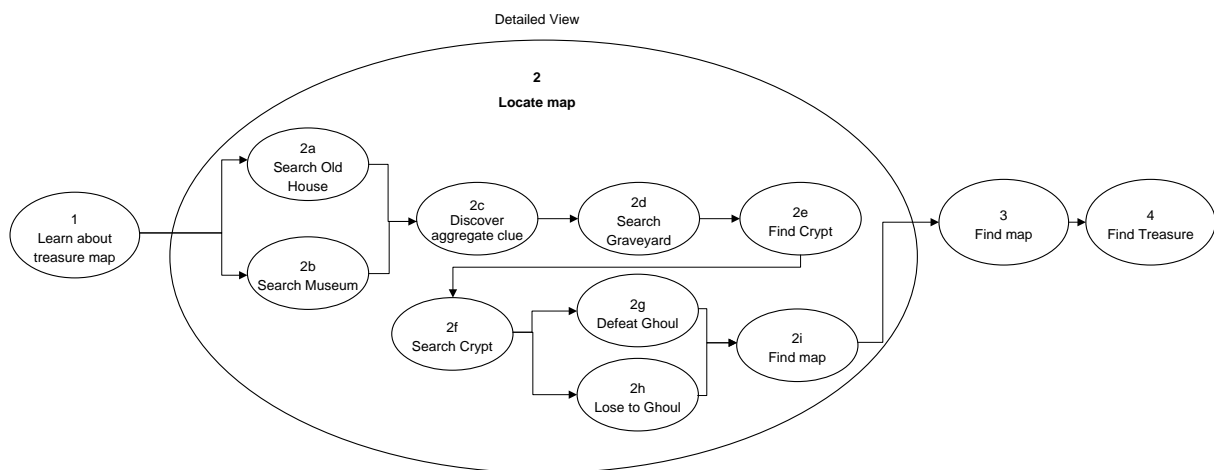 Detailed View
2
Locate map
1
Learn about
treasure map
2a
Search Old
House
2b
Search Museum
2c
Discover
aggregate clue
2d
Search
Graveyard
2e
Find Crypt
2f
Search Crypt
2g
Defeat Ghoul
2h
Lose to Ghoul
2i
Find map
3
Find map
4
Find Treasure